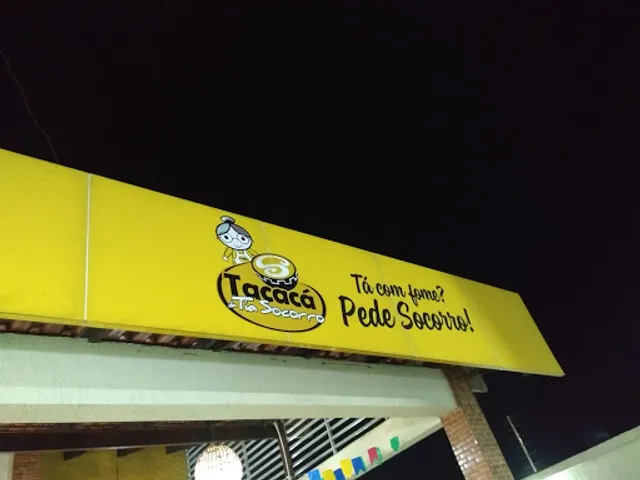 Tacacá
da Tia Socorro
Tá com fome?
Pede Socorro!